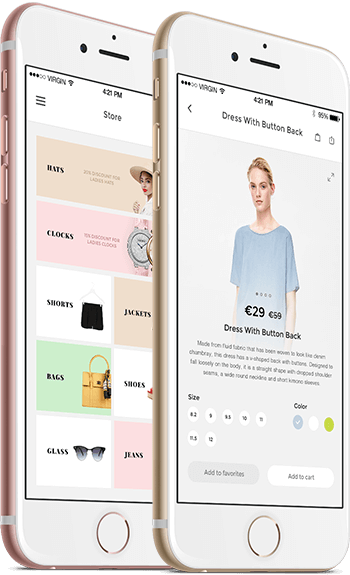 VIRGIN
4:21 PM
Store
HATS
20% DISCOUNT FOR
LADIES HATS
CLOCKS
20% DISCOUNT FOR
LADIES CLOCKS
SHORTS
JACKETS
BAGS
SHOES
GLASS
JEANS
VIRGIN
4:21 PM
95%
Dress With Button Back
€29 €59
Dress With Button Back
Made from fluid fabric that has been woven to look like denim
chambray, this dress has a v-shaped back with buttons. Designed to
fall loosely on the body, it is a straight shape with dropped shoulder
seams, a wide round neckline and short kimono sleeves.
Size
Color
8.2
9
9.5
10.5
11
11.5
12
Add to favorites
Add to cart